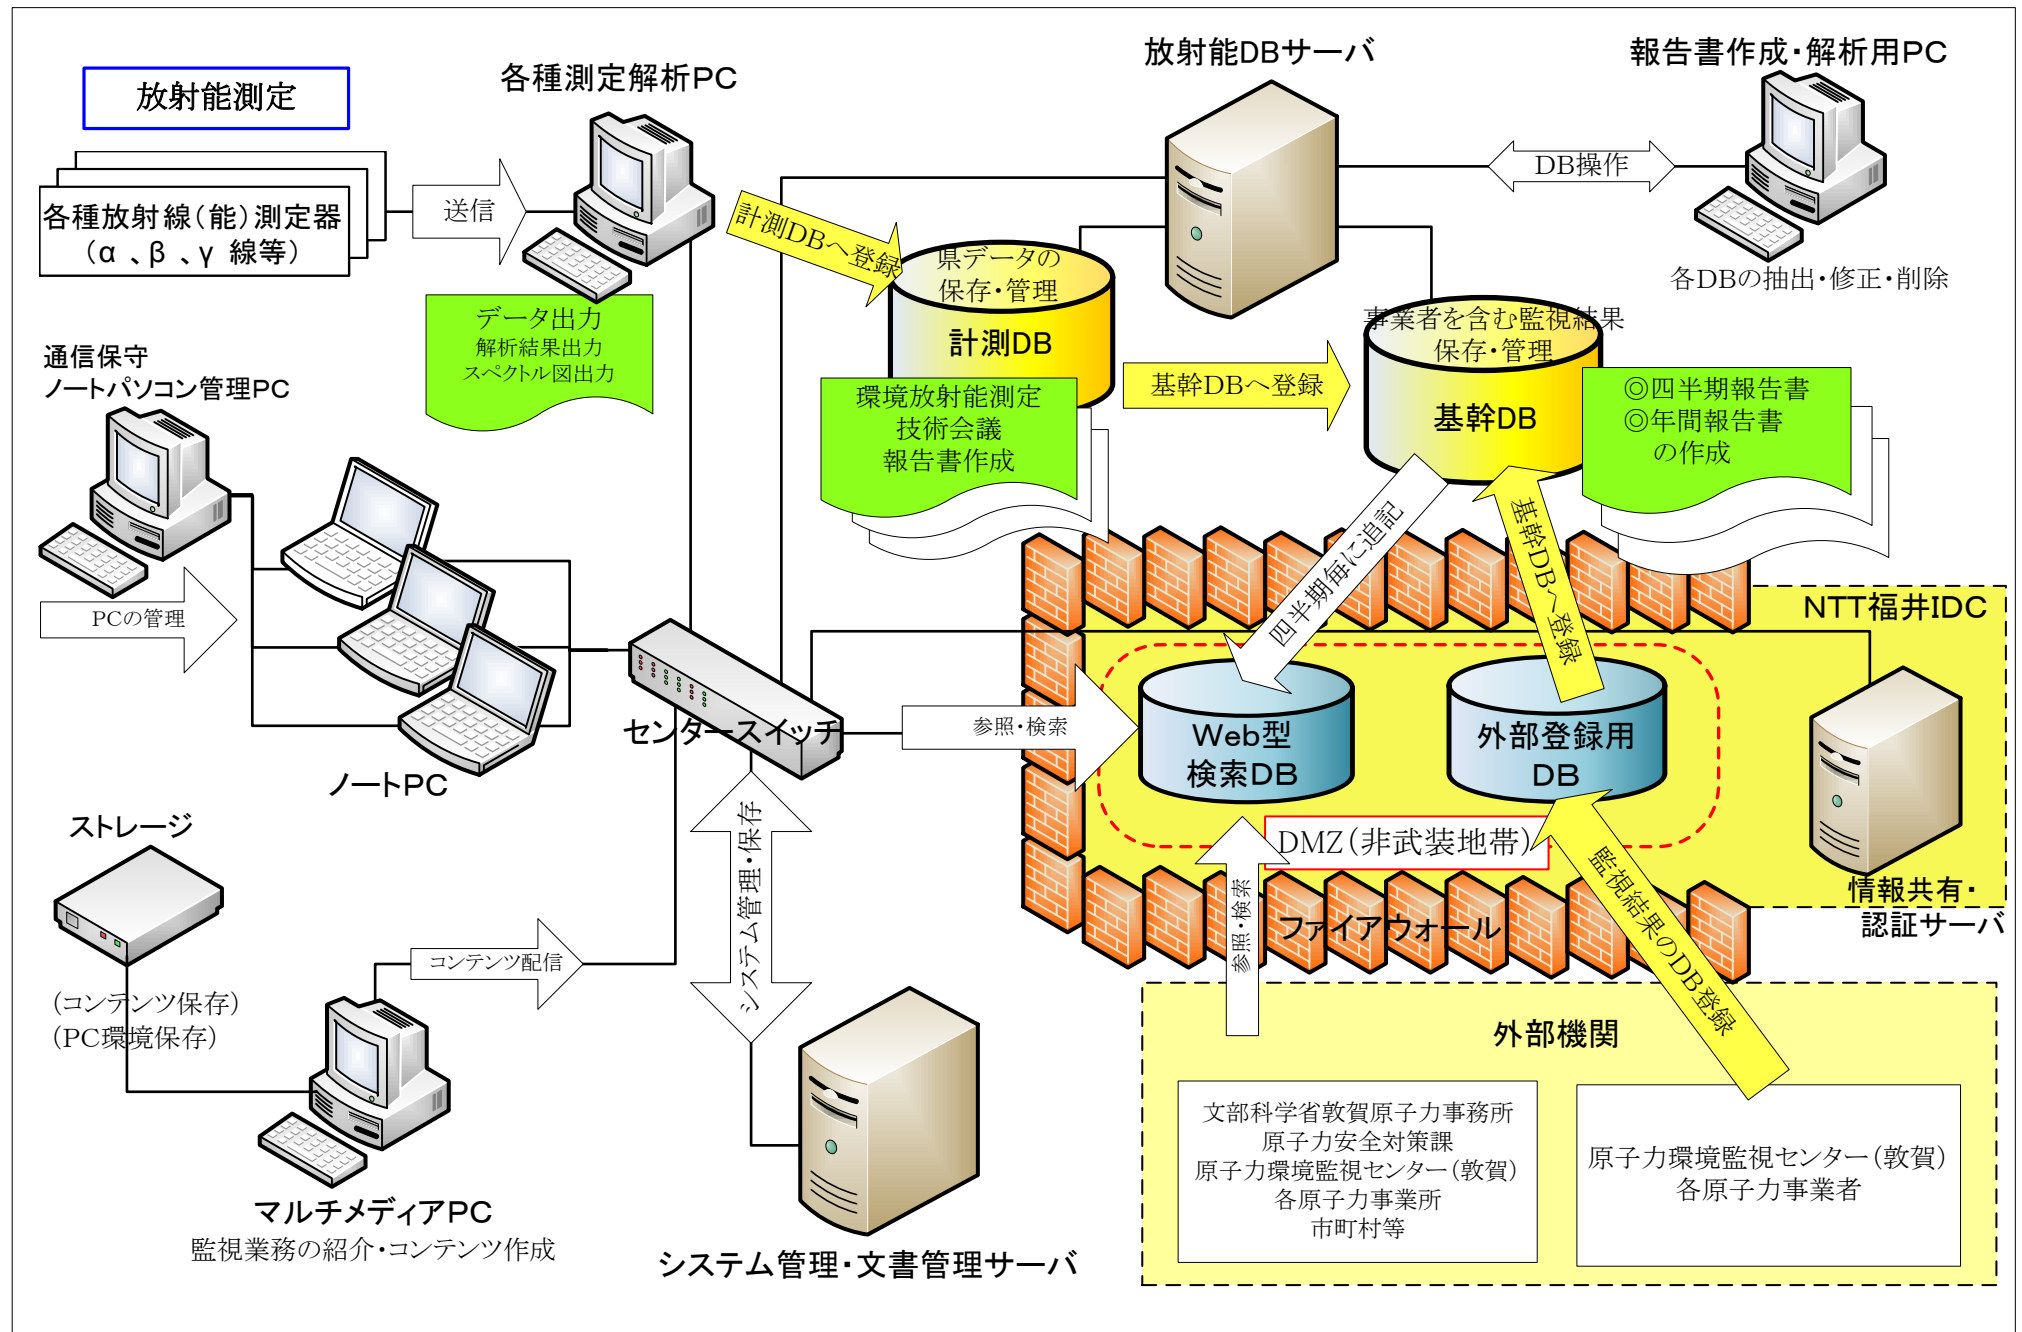 放射能測定
各種放射線（能）測定器
（α 、β 、γ 線等）
送信
各種測定解析PC
データ出力
解析結果出力
スペクトル図出力
計測DBへ登録
放射能DBサーバ
DB操作
報告書作成・解析用PC
各DBの抽出・修正・削除
県データの
保存・管理
計測DB
環境放射能測定
技術会議
報告書作成
基幹DBへ登録
事業者を含む監視結果
保存・管理
基幹DB
◎四半期報告書
◎年間報告書
の作成
通信保守
ノートパソコン管理PC
PCの管理
ノートPC
センタースイッチ
参照・検索
四半期毎に追記
基幹DBへ登録
NTT福井IDC
Web型
検索DB
外部登録用
DB
DMZ（非武装地帯）
情報共有・
認証サーバ
ファイアウォール
参照・検索
監視結果のDB登録
ストレージ
（コンテンツ保存）
（PC環境保存）
コンテンツ配信
マルチメディアPC
監視業務の紹介・コンテンツ作成
システム管理・保存
システム管理・文書管理サーバ
外部機関
文部科学省敦賀原子力事務所
原子力安全対策課
原子力環境監視センター（敦賀）
各原子力事業所
市町村等
原子力環境監視センター（敦賀）
各原子力事業者